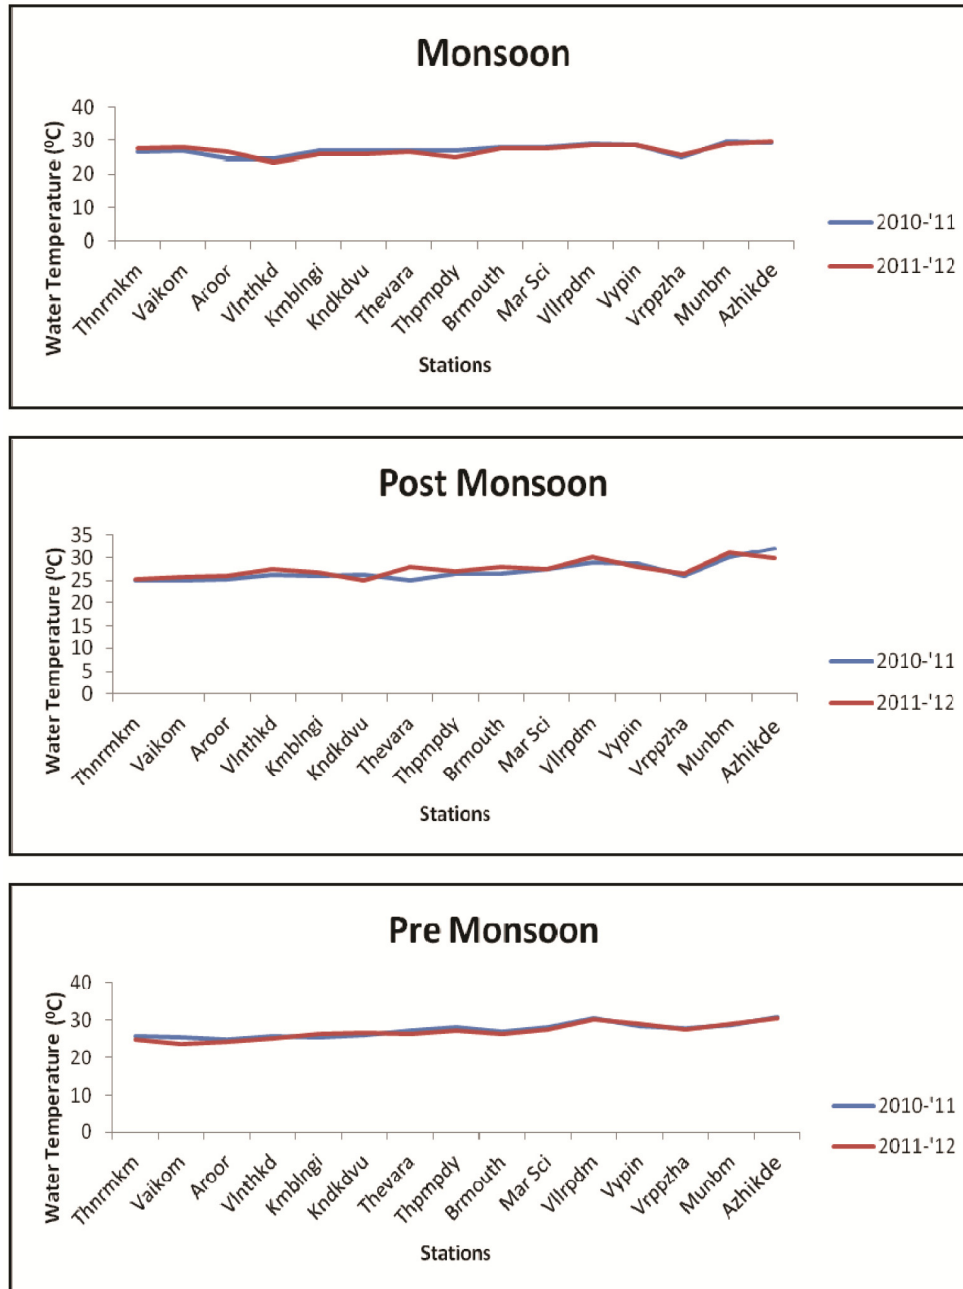 Monsoon
Water Temperature (⁰C)
40
30
20
10
0
Thnrmkm
Vaikom
Aroor
Vlnthkd
Kmblngi
Kndkdvu
Thevara
Thpmpdy
Brmouth
Mar Sci
Vllrpdm
Vypin
Vrppzha
Munbm
Azhikde
Stations
2010-'11
2011-'12
Post Monsoon
Water Temperature (⁰C)
35
30
25
20
15
10
5
0
Thnrmkm
Vaikom
Aroor
Vlnthkd
Kmblngi
Kndkdvu
Thevara
Thpmpdy
Brmouth
Mar Sci
Vllrpdm
Vypin
Vrppzha
Munbm
Azhikde
Stations
2010-'11
2011-'12
Pre Monsoon
Water Temperature (⁰C)
40
30
20
10
0
Thnrmkm
Vaikom
Aroor
Vlnthkd
Kmblngi
Kndkdvu
Thevara
Thpmpdy
Brmouth
Mar Sci
Vllrpdm
Vypin
Vrppzha
Munbm
Azhikde
Stations
2010-'11
2011-'12